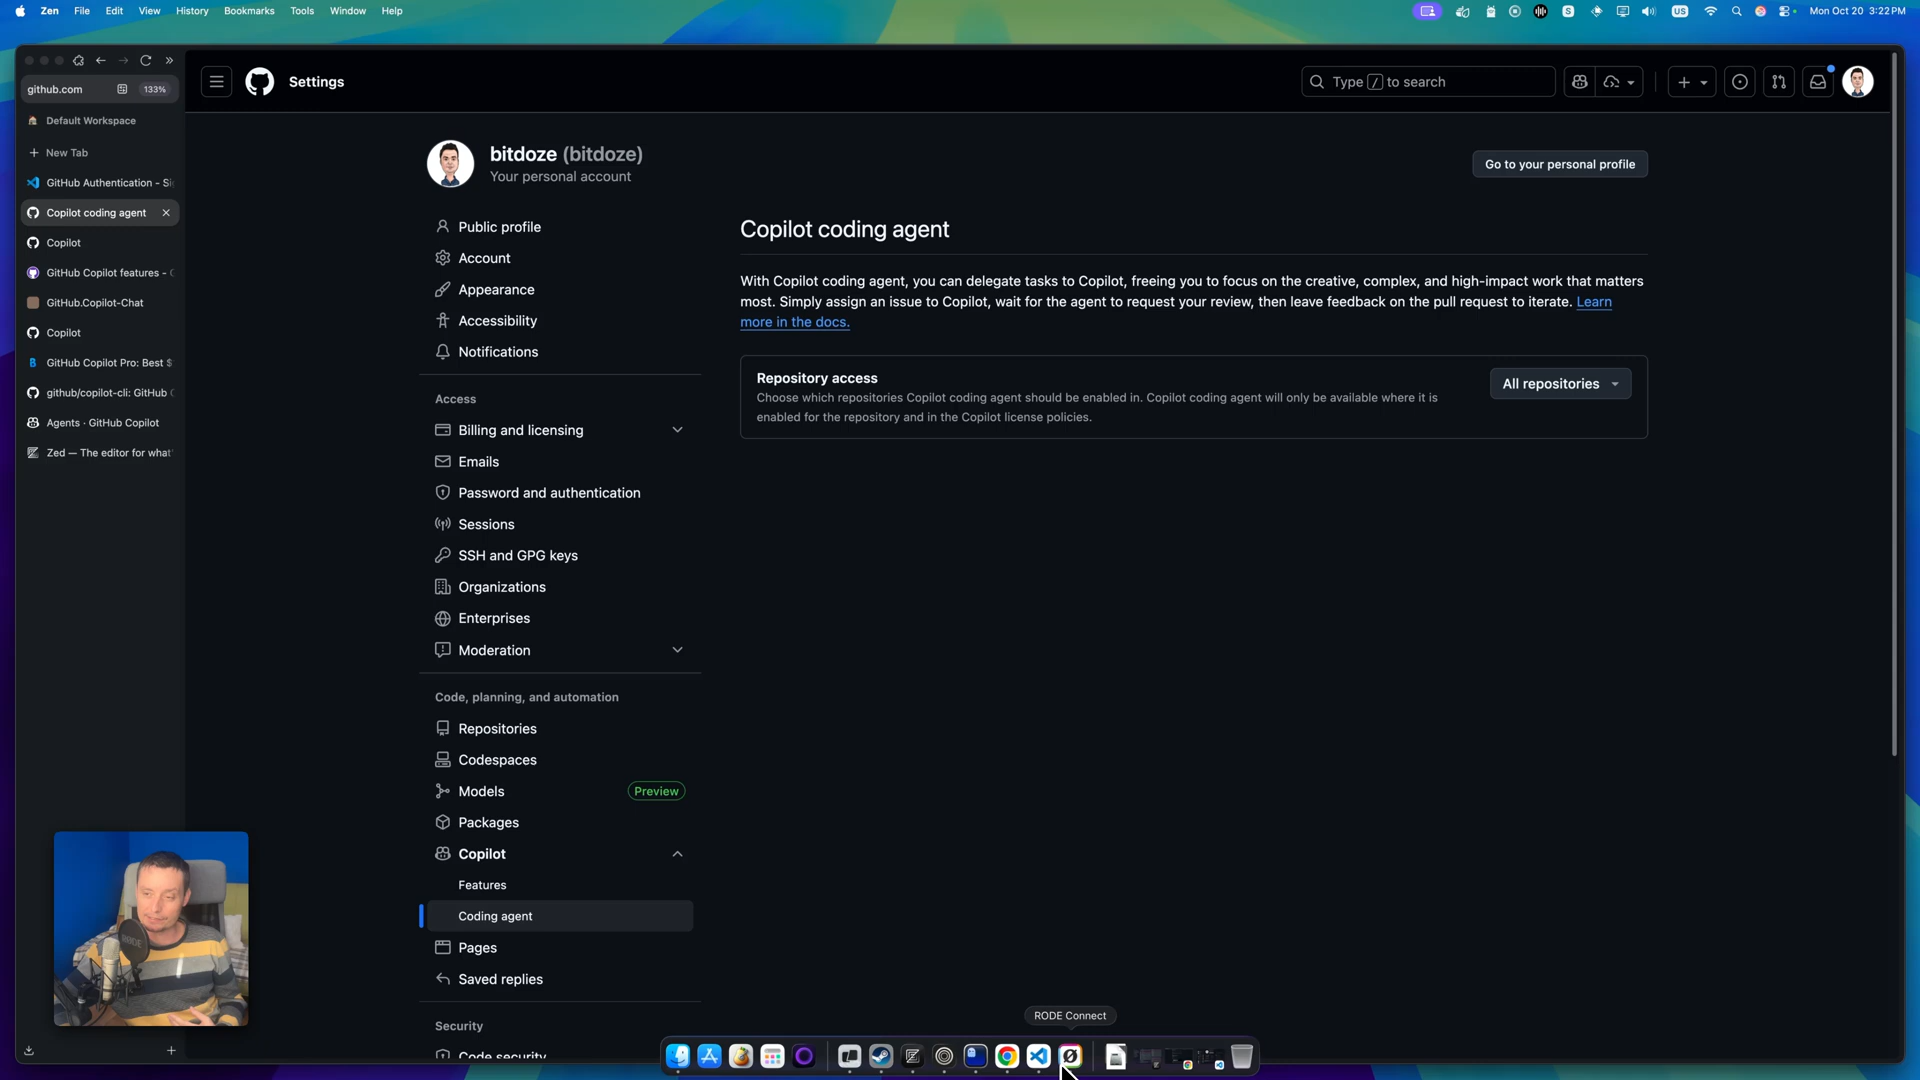 Zen File Edit View History Bookmarks Tools Window Help
US Mon Oct 20 3:22 PM
github.com 133%
Default Workspace
New Tab
GitHub Authentication - Si
Copilot coding agent
Copilot
GitHub Copilot features - G
GitHub.Copilot-Chat
Copilot
GitHub Copilot Pro: Best $
github/copilot-cli: GitHub C
Agents · GitHub Copilot
Zed — The editor for what'
Settings
Type / to search
bitdoze (bitdoze)
Your personal account
Go to your personal profile
Public profile
Account
Appearance
Accessibility
Notifications
Access
Billing and licensing
Emails
Password and authentication
Sessions
SSH and GPG keys
Organizations
Enterprises
Moderation
Code, planning, and automation
Repositories
Codespaces
Models Preview
Packages
Copilot
Features
Coding agent
Pages
Saved replies
Security
Code security
Copilot coding agent
With Copilot coding agent, you can delegate tasks to Copilot, freeing you to focus on the creative, complex, and high-impact work that matters
most. Simply assign an issue to Copilot, wait for the agent to request your review, then leave feedback on the pull request to iterate. Learn
more in the docs.
Repository access
Choose which repositories Copilot coding agent should be enabled in. Copilot coding agent will only be available where it is
enabled for the repository and in the Copilot license policies.
All repositories
RODE Connect
RØDE